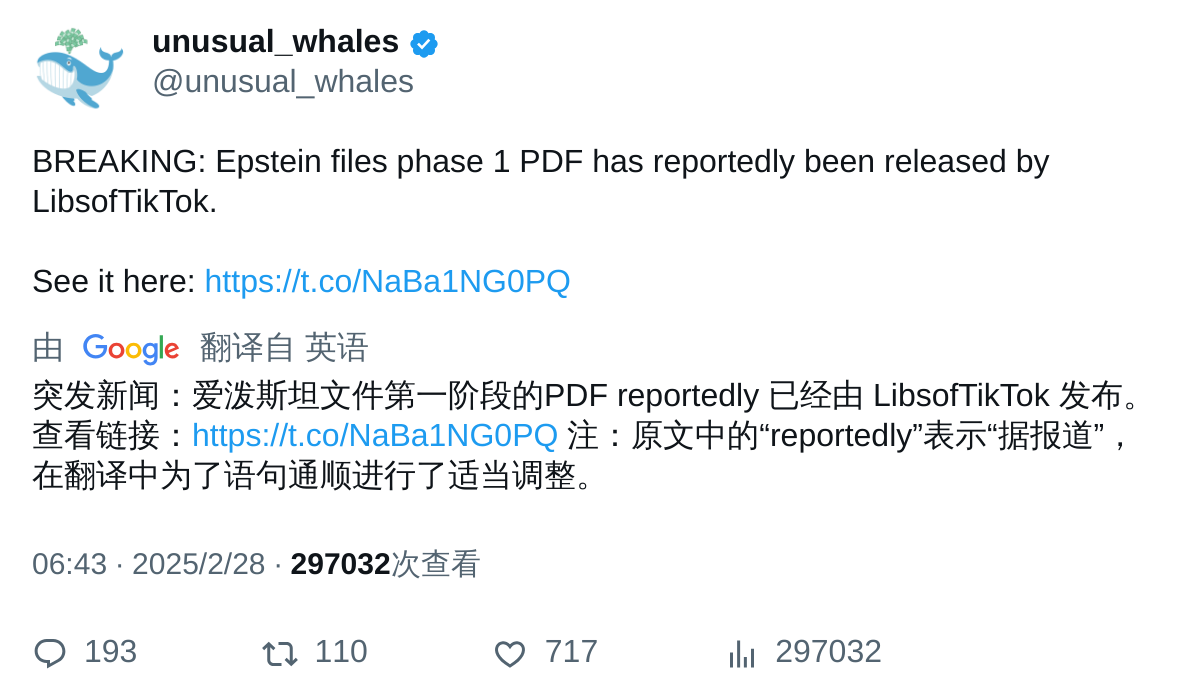 unusual_whales
@unusual_whales
BREAKING: Epstein files phase 1 PDF has reportedly been released by
LibsofTikTok.
See it here: https://t.co/NaBa1NG0PQ
由 Google 翻译自 英语
突发新闻：爱泼斯坦文件第一阶段的PDF reportedly 已经由 LibsofTikTok 发布。
查看链接：https://t.co/NaBa1NG0PQ 注：原文中的“reportedly”表示“据报道”，
在翻译中为了语句通顺进行了适当调整。
06:43 · 2025/2/28 · 297032次查看
193 110 717 297032